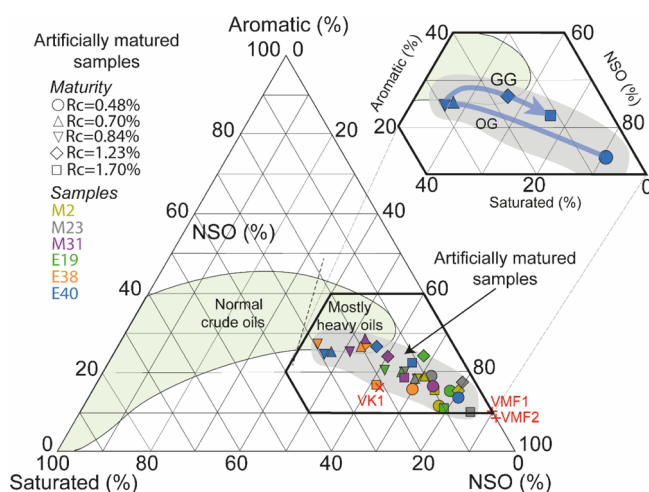 Artificially matured
samples
Maturity
Rc=0.48%
Rc=0.70%
Rc=0.84%
Rc=1.23%
Rc=1.70%
Samples
M2
M23
M31
E19
E38
E40
Aromatic (%)
100 0
80 20
60 40
NSO (%)
40 60
20 80
0 100
Normal
crude oils
Mostly
heavy oils
Artificially matured
samples
VK1
VMF1
VMF2
100 80 60 40 20 0
Saturated (%) NSO (%)
40 60
Aromatic (%)
NSO (%)
GG
OG
20 80
40 20 0
Saturated (%)